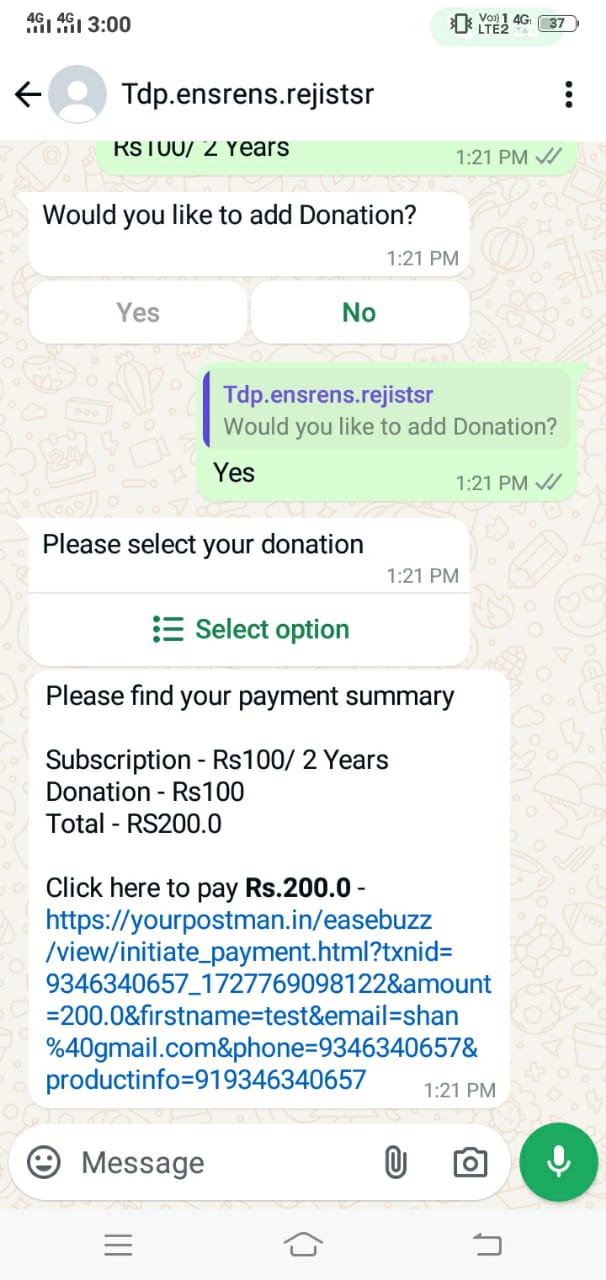 4G 4G 3:00
Vo)) 1 4G
LTE2
37
Tdp.ensrens.rejistsr
Rs100/ 2 Years
1:21 PM
Would you like to add Donation?
1:21 PM
Yes
No
Tdp.ensrens.rejistsr
Would you like to add Donation?
Yes
1:21 PM
Please select your donation
1:21 PM
Select option
Please find your payment summary
Subscription - Rs100/ 2 Years
Donation - Rs100
Total - RS200.0
Click here to pay Rs.200.0 -
https://yourpostman.in/easebuzz
/view/initiate_payment.html?txnid=
9346340657_1727769098122&amount
=200.0&firstname=test&email=shan
%40gmail.com&phone=9346340657&
productinfo=919346340657
1:21 PM
Message